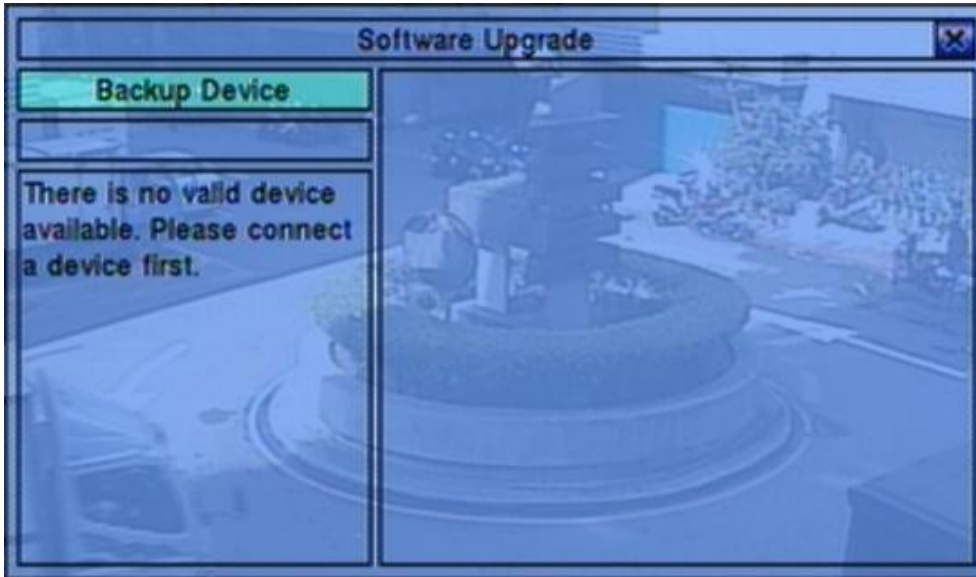 Software Upgrade
Backup Device
There is no valid device
available. Please connect
a device first.